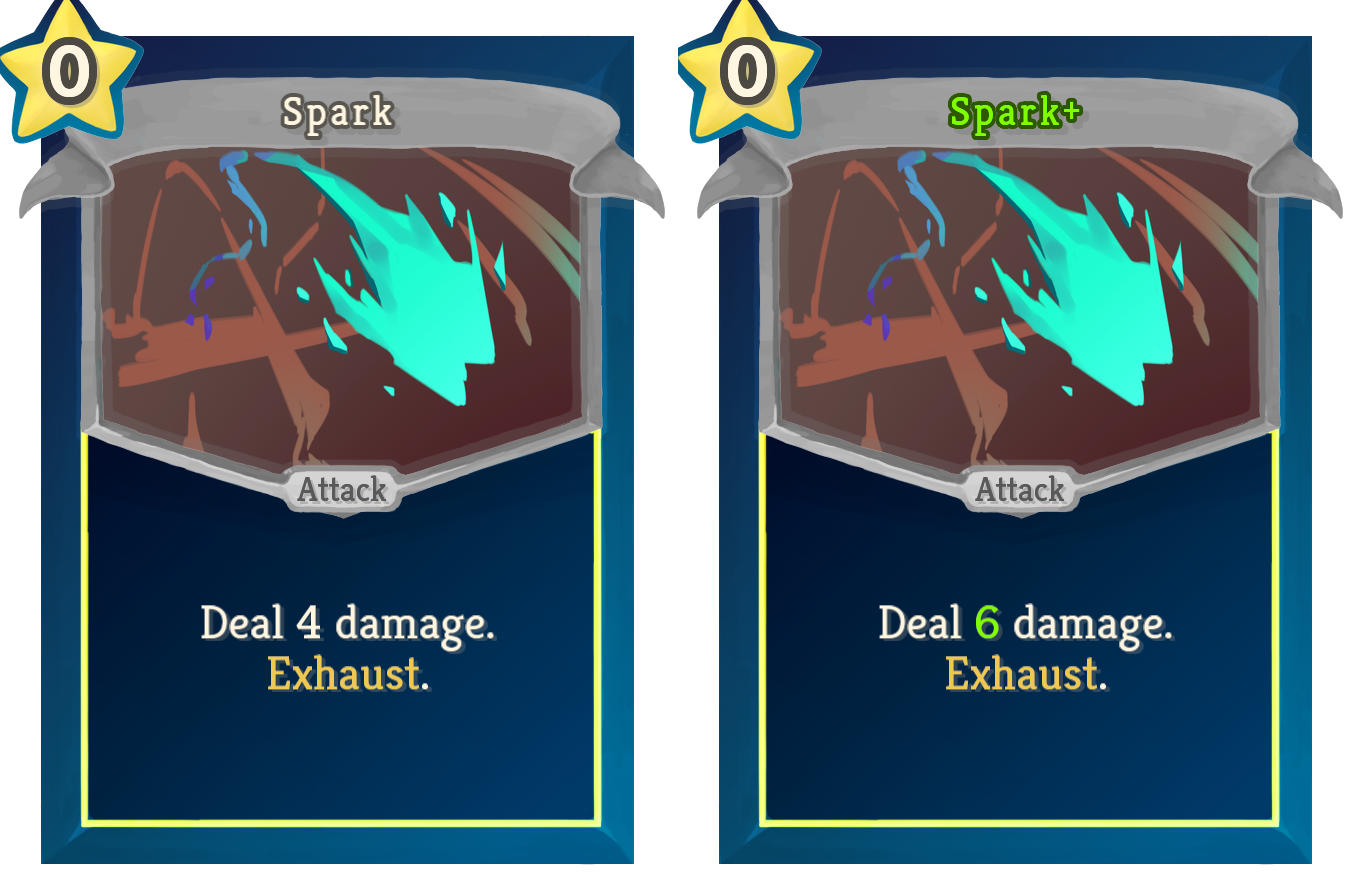 0
Spark
Attack
Deal 4 damage.
Exhaust.
0
Spark+
Attack
Deal 6 damage.
Exhaust.